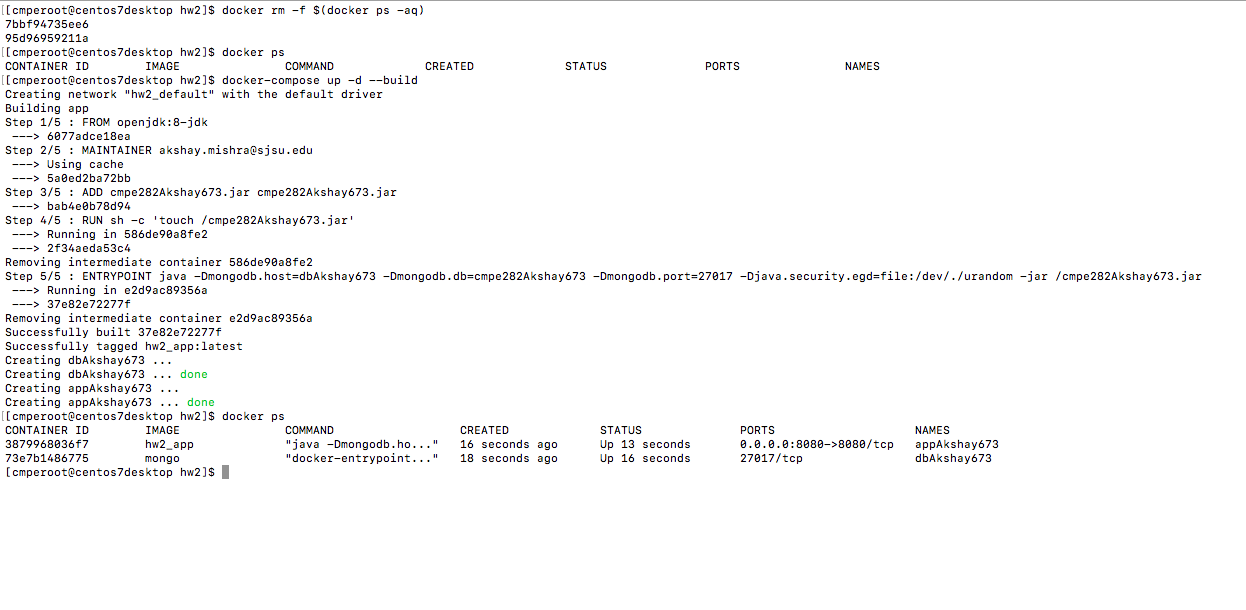 [[cmperoot@centos7desktop hw2]$ docker rm -f $(docker ps -aq)
7bbf94735ee6
95d96959211a
[[cmperoot@centos7desktop hw2]$ docker ps
CONTAINER ID        IMAGE               COMMAND             CREATED             STATUS              PORTS               NAMES
[[cmperoot@centos7desktop hw2]$ docker-compose up -d --build
Creating network "hw2_default" with the default driver
Building app
Step 1/5 : FROM openjdk:8-jdk
 ---> 6077adce18ea
Step 2/5 : MAINTAINER akshay.mishra@sjsu.edu
 ---> Using cache
 ---> 5a0ed2ba72bb
Step 3/5 : ADD cmpe282Akshay673.jar cmpe282Akshay673.jar
 ---> bab4e0b78d94
Step 4/5 : RUN sh -c 'touch /cmpe282Akshay673.jar'
 ---> Running in 586de90a8fe2
 ---> 2f34aeda53c4
Removing intermediate container 586de90a8fe2
Step 5/5 : ENTRYPOINT java -Dmongodb.host=dbAkshay673 -Dmongodb.db=cmpe282Akshay673 -Dmongodb.port=27017 -Djava.security.egd=file:/dev/./urandom -jar /cmpe282Akshay673.jar
 ---> Running in e2d9ac89356a
 ---> 37e82e72277f
Removing intermediate container e2d9ac89356a
Successfully built 37e82e72277f
Successfully tagged hw2_app:latest
Creating dbAkshay673 ...
Creating dbAkshay673 ... done
Creating appAkshay673 ...
Creating appAkshay673 ... done
[[cmperoot@centos7desktop hw2]$ docker ps
CONTAINER ID        IMAGE               COMMAND                  CREATED             STATUS              PORTS                    NAMES
3879968036f7        hw2_app             "java -Dmongodb.ho..."   16 seconds ago      Up 13 seconds       0.0.0.0:8080->8080/tcp   appAkshay673
73e7b1486775        mongo               "docker-entrypoint..."   18 seconds ago      Up 16 seconds       27017/tcp                dbAkshay673
[cmperoot@centos7desktop hw2]$